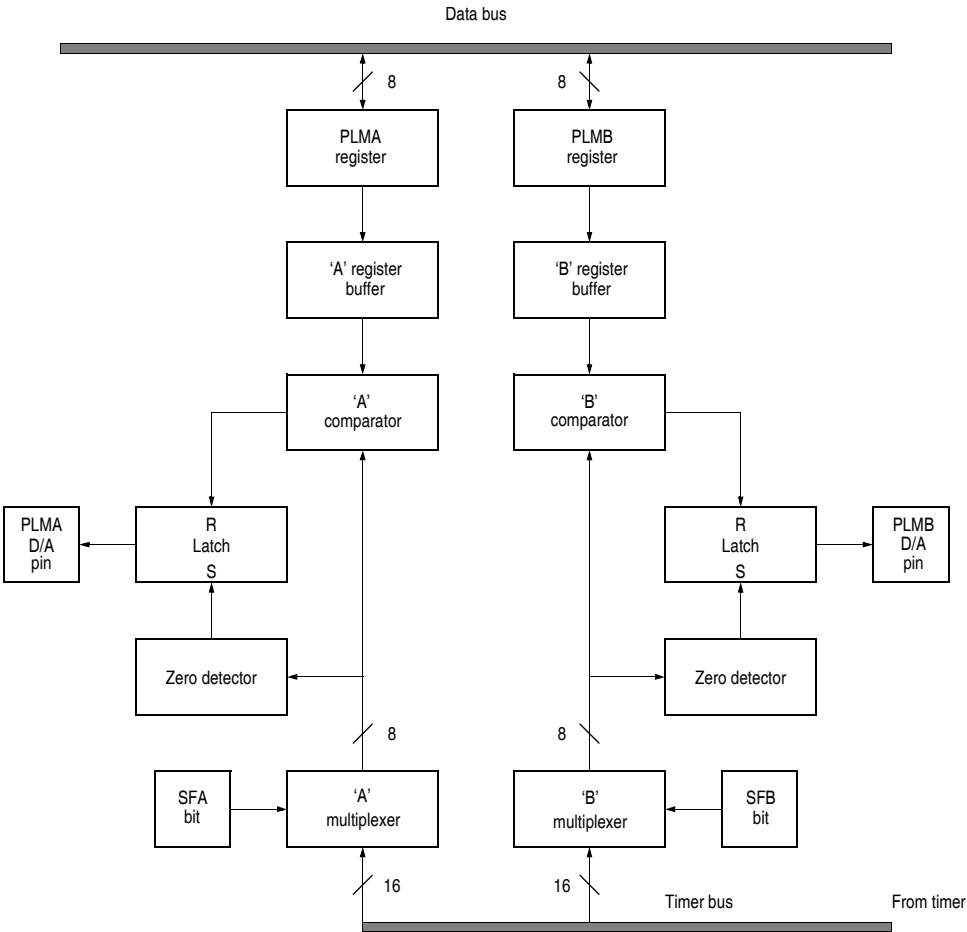 Data bus
8
8
PLMA
register
PLMB
register
‘A’ register
buffer
‘B’ register
buffer
‘A’
comparator
‘B’
comparator
PLMA
D/A
pin
R
Latch
S
R
Latch
S
PLMB
D/A
pin
Zero detector
Zero detector
8
8
SFA
bit
‘A’
multiplexer
‘B’
multiplexer
SFB
bit
16
16
Timer bus
From timer